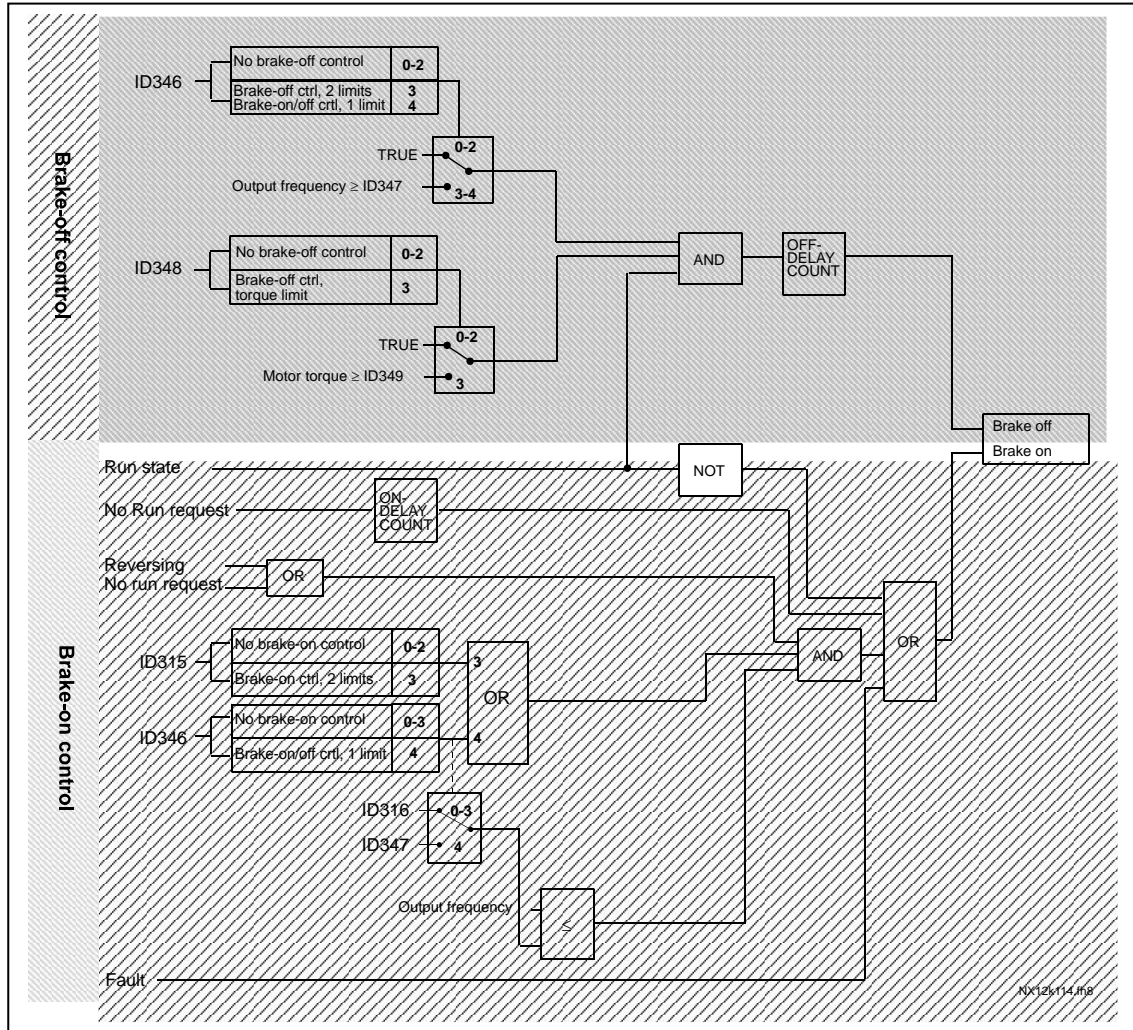 Brake-off control
ID346
No brake-off control 0-2
Brake-off ctrl, 2 limits 3
Brake-on/off crtl, 1 limit 4
0-2
TRUE
Output frequency ≥ ID347
3-4
ID348
No brake-off control 0-2
Brake-off ctrl,
torque limit 3
AND
OFF-
DELAY
COUNT
0-2
TRUE
Motor torque ≥ ID349
3
Brake off
Brake on
Brake-on control
Run state
NOT
No Run request
ON-
DELAY
COUNT
Reversing
No run request
OR
ID315
No brake-on control 0-2
Brake-on ctrl, 2 limits 3
ID346
No brake-on control 0-3
Brake-on/off crtl, 1 limit 4
3
OR
4
AND
OR
ID316
0-3
ID347
4
Output frequency
≤
Fault
NX12k114.fh8